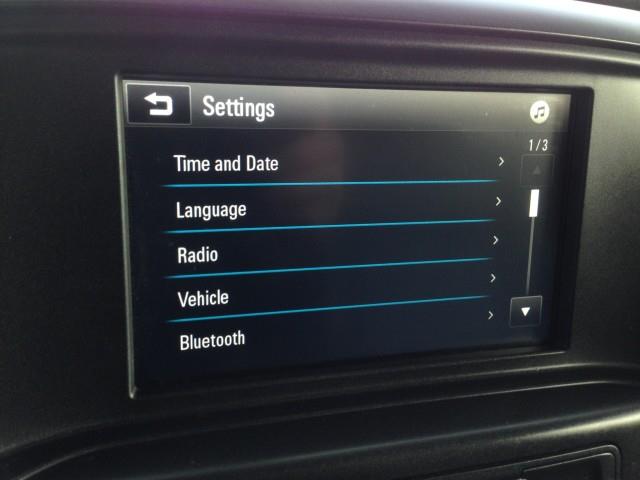 Settings
1/3
Time and Date
Language
Radio
Vehicle
Bluetooth